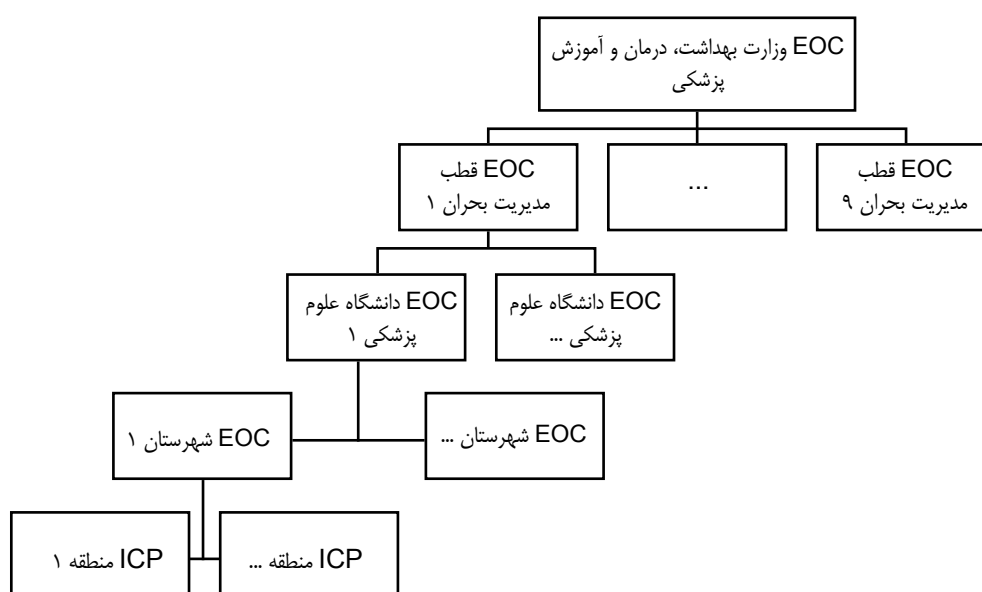 EOC وزارت بهداشت، درمان و آموزش
پزشکی
EOC قطب
مدیریت بحران ۱
...
EOC قطب
مدیریت بحران ۹
EOC دانشگاه علوم
پزشکی ۱
EOC دانشگاه علوم
پزشکی ...
EOC شهرستان ۱
EOC شهرستان ...
ICP منطقه ۱
ICP منطقه ...